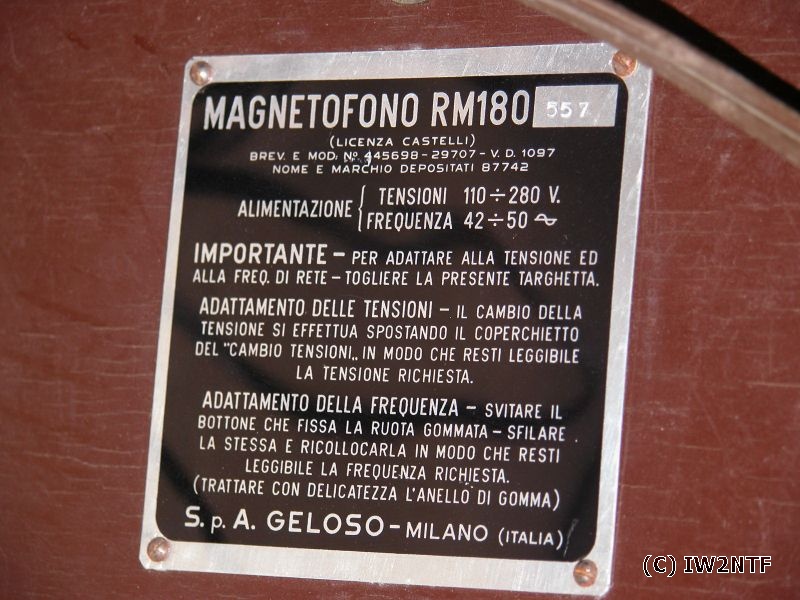 MAGNETOFONO RM180 557
(LICENZA CASTELLI)
BREV. E MOD. Nº 445698-29707-V. D. 1097
NOME E MARCHIO DEPOSITATI 87742
ALIMENTAZIONE { TENSIONI 110÷280 V.
FREQUENZA 42÷50 ~
IMPORTANTE - PER ADATTARE ALLA TENSIONE ED
ALLA FREQ. DI RETE - TOGLIERE LA PRESENTE TARGHETTA.
ADATTAMENTO DELLE TENSIONI - IL CAMBIO DELLA
TENSIONE SI EFFETTUA SPOSTANDO IL COPERCHIETTO
DEL "CAMBIO TENSIONI„ IN MODO CHE RESTI LEGGIBILE
LA TENSIONE RICHIESTA.
ADATTAMENTO DELLA FREQUENZA - SVITARE IL
BOTTONE CHE FISSA LA RUOTA GOMMATA - SFILARE
LA STESSA E RICOLLOCARLA IN MODO CHE RESTI
LEGGIBILE LA FREQUENZA RICHIESTA.
(TRATTARE CON DELICATEZZA L'ANELLO DI GOMMA)
S. p. A. GELOSO - MILANO (ITALIA)
(C) IW2NTF